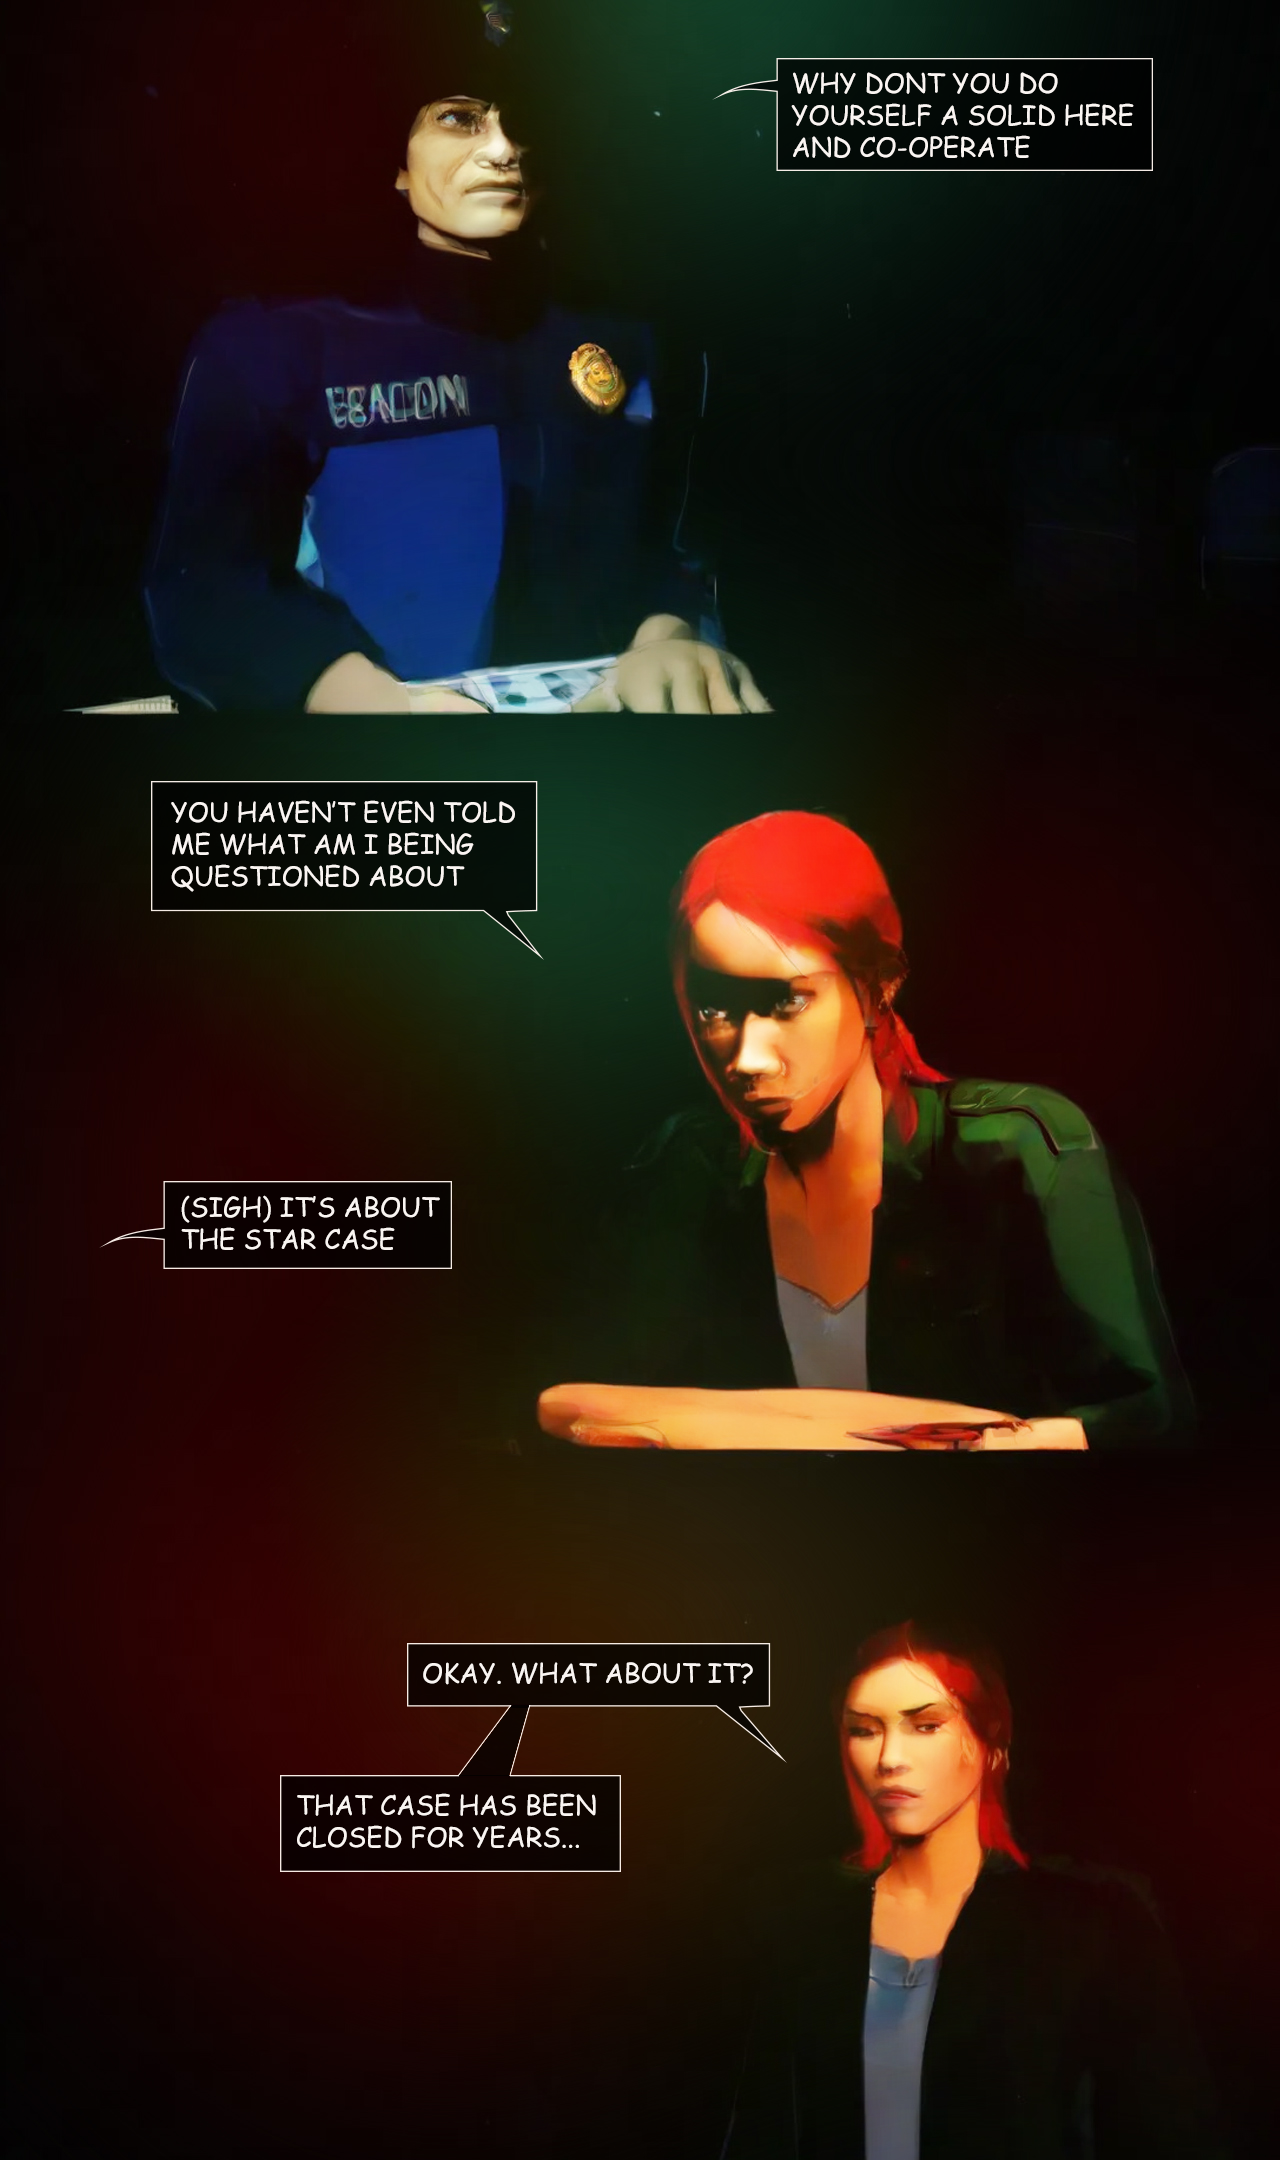 WHY DONT YOU DO
YOURSELF A SOLID HERE
AND CO-OPERATE
YOU HAVEN'T EVEN TOLD
ME WHAT AM I BEING
QUESTIONED ABOUT
(SIGH) IT'S ABOUT
THE STAR CASE
OKAY. WHAT ABOUT IT?
THAT CASE HAS BEEN
CLOSED FOR YEARS...